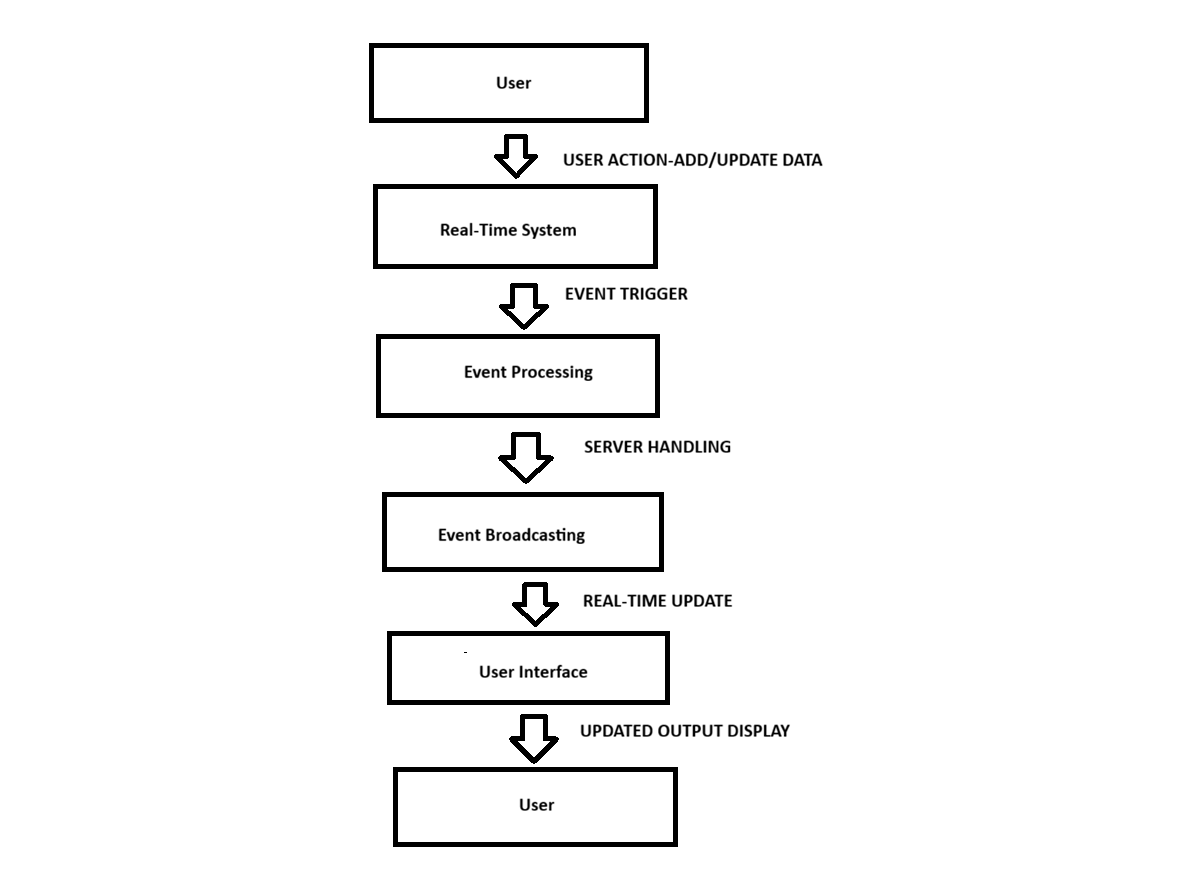 User
USER ACTION-ADD/UPDATE DATA
Real-Time System
EVENT TRIGGER
Event Processing
SERVER HANDLING
Event Broadcasting
REAL-TIME UPDATE
User Interface
UPDATED OUTPUT DISPLAY
User